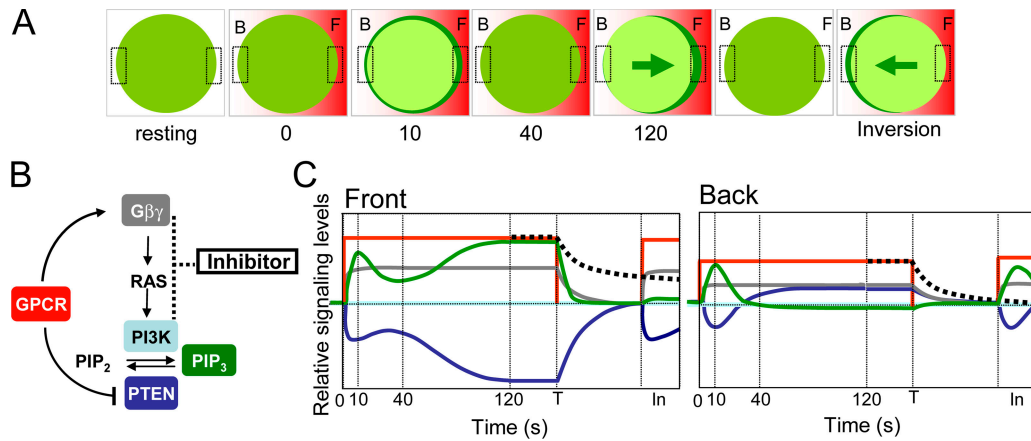 A
B F
B F
B F
B F
B F
B F
resting 0 10 40 120 Inversion
B
Gβγ
Inhibitor
RAS
GPCR
PI3K
PIP2 PIP3
PTEN
C
Front
Relative signaling levels
0 10 40 120 T In
Time (s)
Back
0 10 40 120 T In
Time (s)